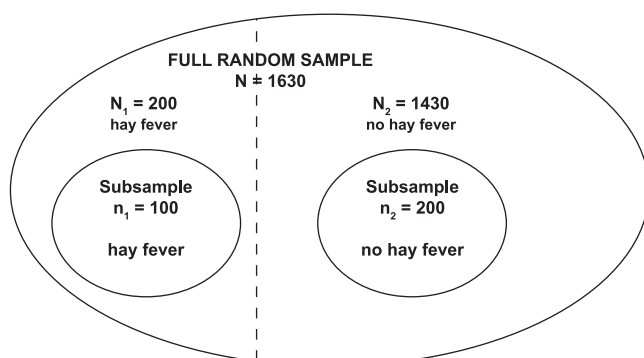 FULL RANDOM SAMPLE
N = 1630
N₁ = 200
hay fever
N₂ = 1430
no hay fever
Subsample
n₁ = 100
hay fever
Subsample
n₂ = 200
no hay fever